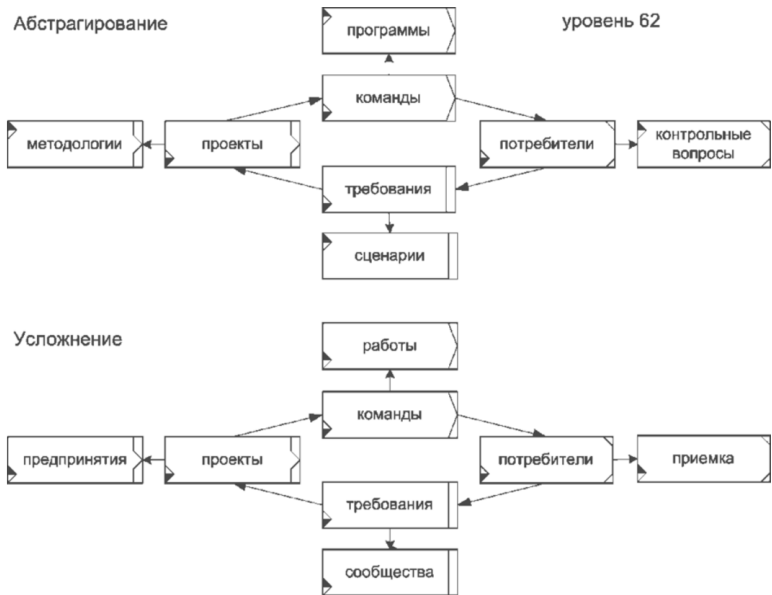 Абстрагирование
уровень 62
программы
команды
методологии
проекты
потребители
контрольные
вопросы
требования
сценарии
Усложнение
работы
команды
предпринятия
проекты
потребители
приемка
требования
сообщества